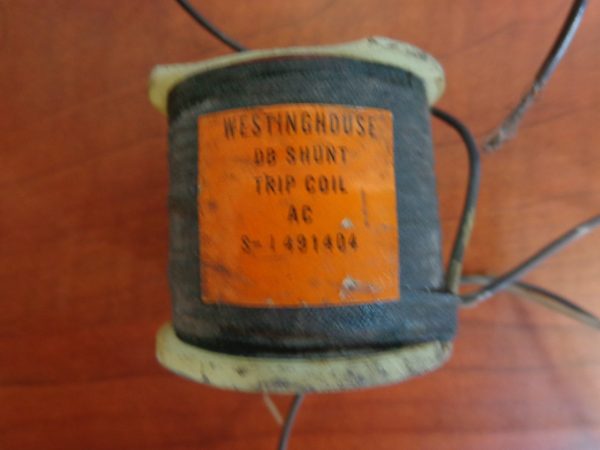 WESTINGHOUSE
DB SHUNT
TRIP COIL
AC
S-1491404